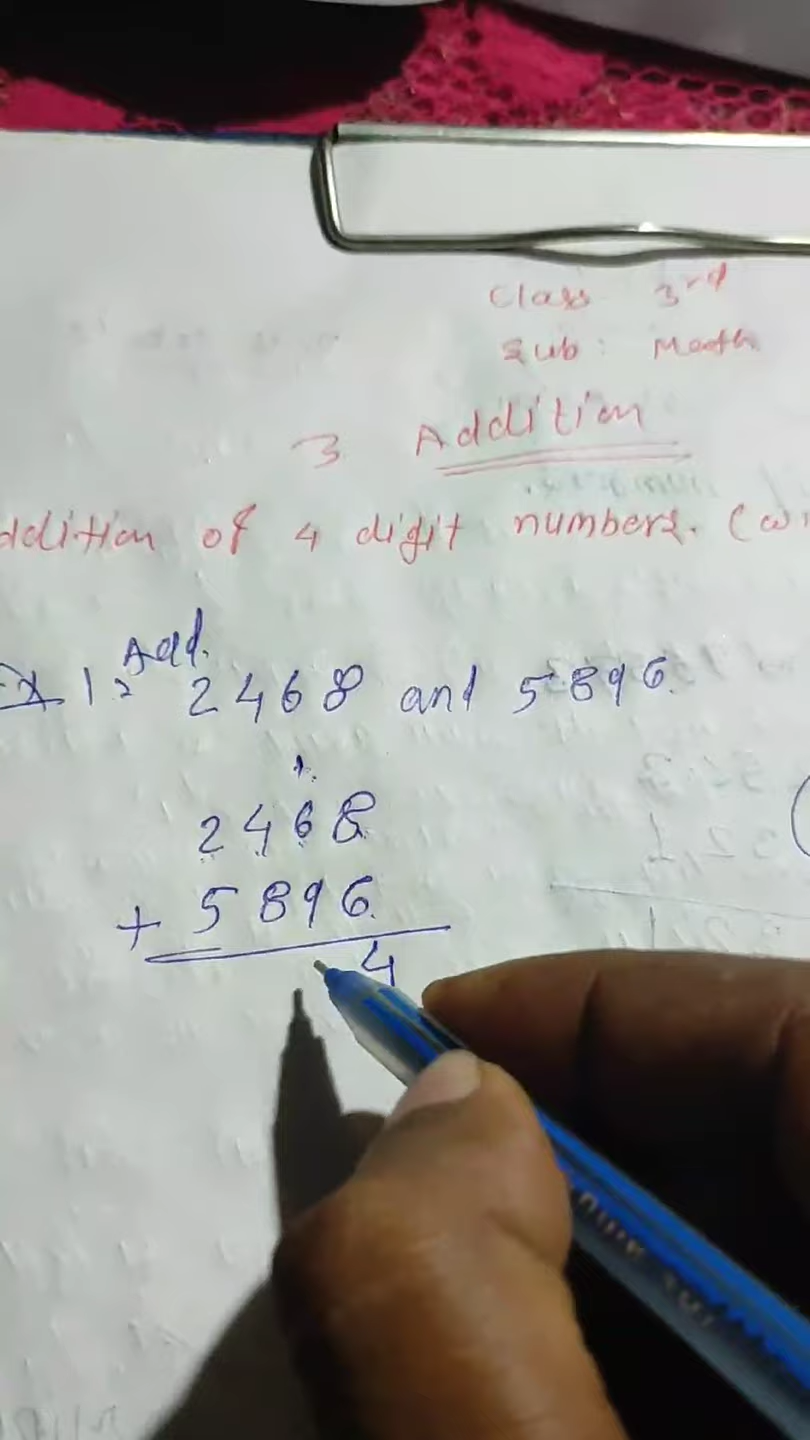 Class 3rd
Sub: Math
3 Addition
ddition of 4 digit numbers. (wi
Ex 1: Add.
2468 and 5896.
1
2468
+ 5896
4